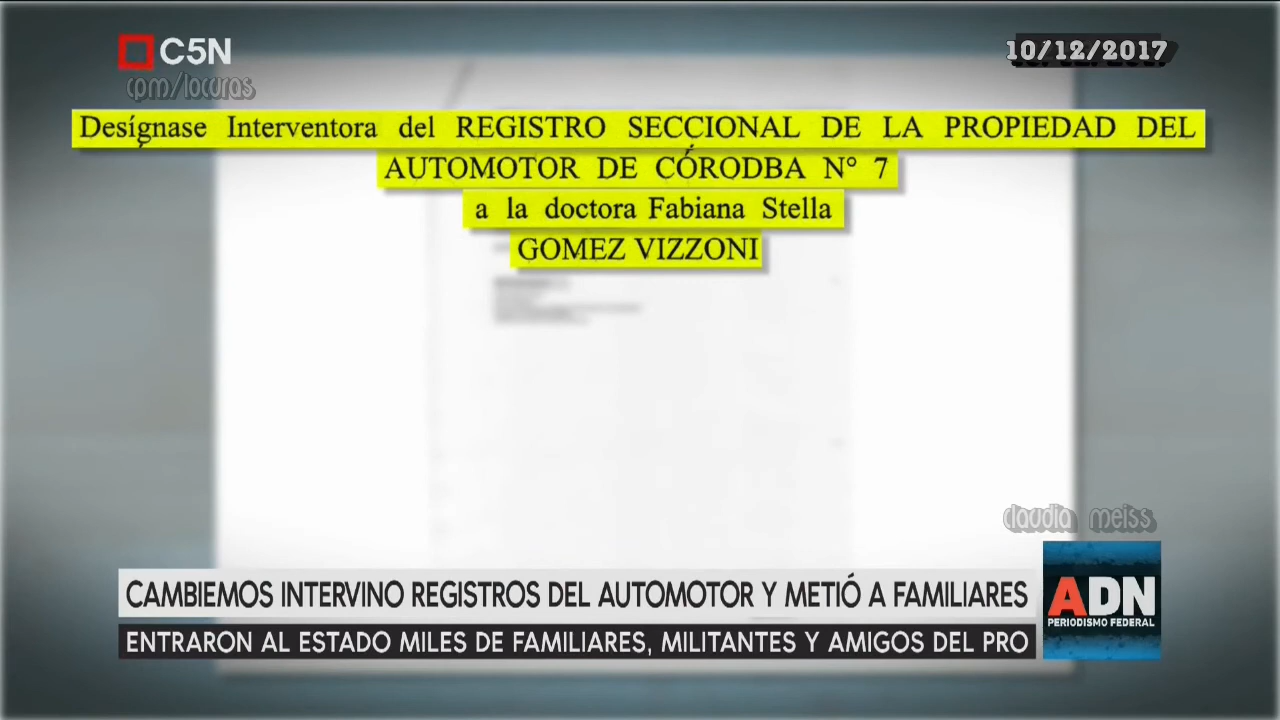 C5N
10/12/2017
cpm/locuras
Desígnase Interventora del REGISTRO SECCIONAL DE LA PROPIEDAD DEL
AUTOMOTOR DE CÓRODBA N° 7
a la doctora Fabiana Stella
GOMEZ VIZZONI
claudia meiss
CAMBIEMOS INTERVINO REGISTROS DEL AUTOMOTOR Y METIÓ A FAMILIARES
ENTRARON AL ESTADO MILES DE FAMILIARES, MILITANTES Y AMIGOS DEL PRO
ADN
PERIODISMO FEDERAL